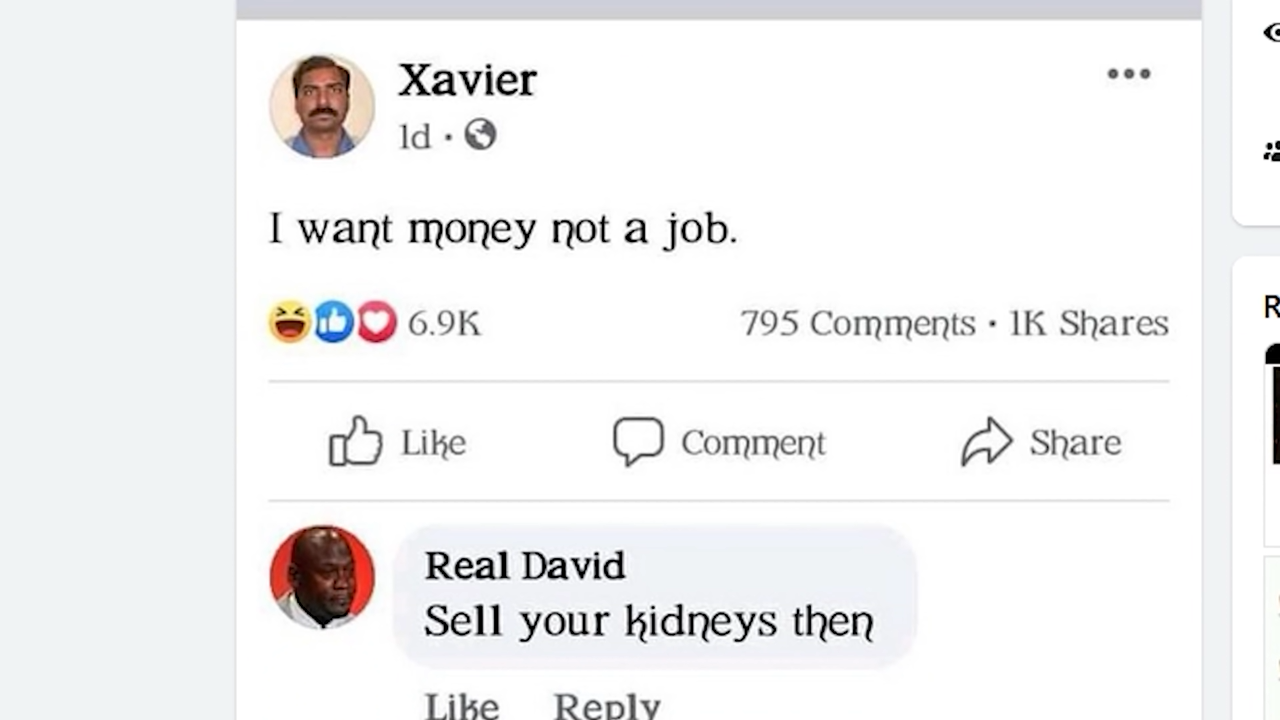 Xavier
1d ·
I want money not a job.
6.9K
795 Comments · 1K Shares
Like
Comment
Share
Real David
Sell your kidneys then
Like Reply
R